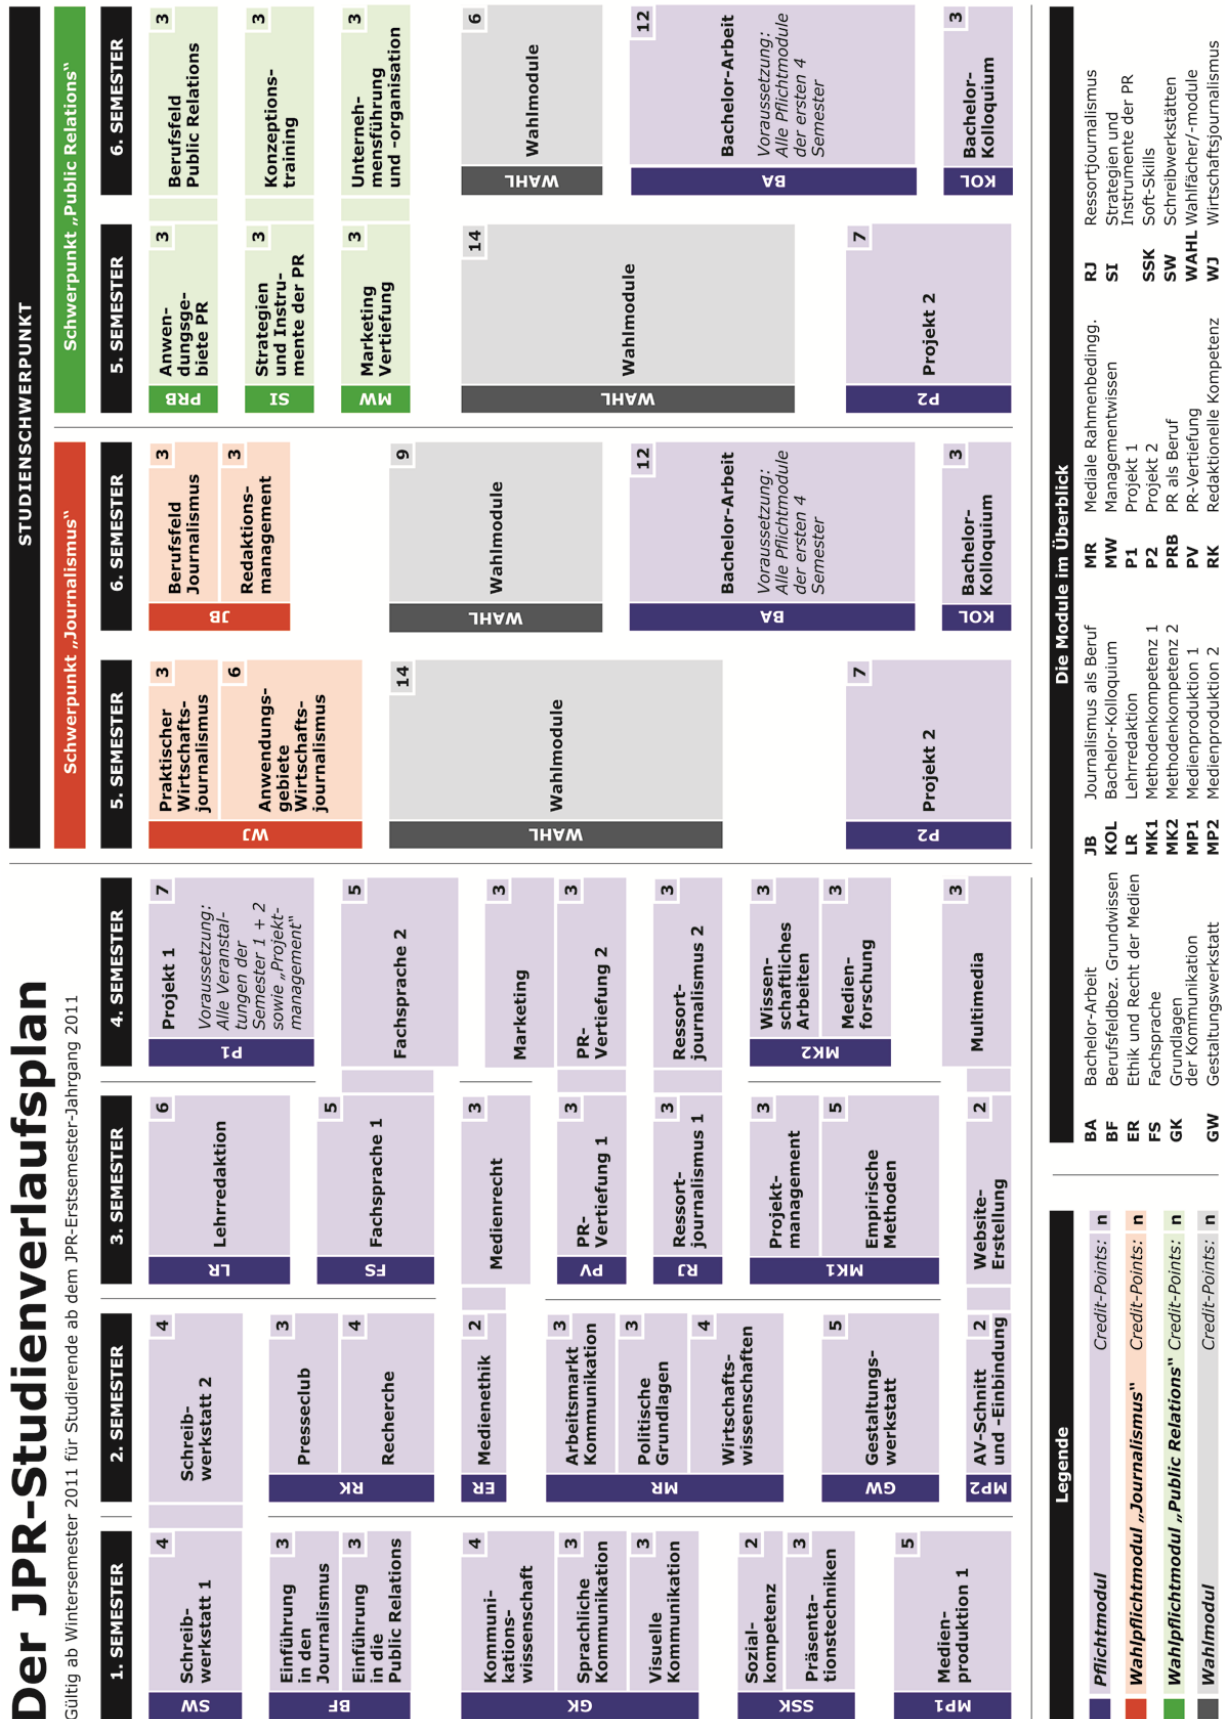 Der JPR-Studienverlaufsplan
Gültig ab Wintersemester 2011 für Studierende ab dem JPR-Erstsemester-Jahrgang 2011
1. SEMESTER
SW
Schreib-
werkstatt 1
4
BF
Einführung
in den
Journalismus
3
Einführung
in die
Public Relations
3
GK
Kommuni-
kations-
wissenschaft
4
Sprachliche
Kommunikation
3
Visuelle
Kommunikation
3
SSK
Sozial-
kompetenz
2
Präsenta-
tionstechniken
3
MP1
Medien-
produktion 1
5
2. SEMESTER
Schreib-
werkstatt 2
4
RK
Presseclub
3
Recherche
4
ER
Medienethik
2
MR
Arbeitsmarkt
Kommunikation
3
Politische
Grundlagen
3
Wirtschafts-
wissenschaften
4
GW
Gestaltungs-
werkstatt
5
MP2
AV-Schnitt
und -Einbindung
2
3. SEMESTER
LR
Lehrredaktion
6
FS
Fachsprache 1
5
Medienrecht
3
PV
PR-
Vertiefung 1
3
RJ
Ressort-
journalismus 1
3
MK1
Projekt-
management
3
Empirische
Methoden
5
Website-
Erstellung
2
4. SEMESTER
P1
Projekt 1
Voraussetzung:
Alle Veranstal-
tungen der
Semester 1 + 2
sowie „Projekt-
management"
7
Fachsprache 2
5
Marketing
3
PR-
Vertiefung 2
3
Ressort-
journalismus 2
3
MK2
Wissen-
schaftliches
Arbeiten
3
Medien-
forschung
3
Multimedia
3
STUDIENSCHWERPUNKT
Schwerpunkt „Journalismus"
5. SEMESTER
WJ
Praktischer
Wirtschafts-
journalismus
3
Anwendungs-
gebiete
Wirtschafts-
journalismus
6
WAHL
Wahlmodule
14
P2
Projekt 2
7
6. SEMESTER
JB
Berufsfeld
Journalismus
3
Redaktions-
management
3
WAHL
Wahlmodule
9
BA
Bachelor-Arbeit
Voraussetzung:
Alle Pflichtmodule
der ersten 4
Semester
12
KOL
Bachelor-
Kolloquium
3
Schwerpunkt „Public Relations"
5. SEMESTER
PRB
Anwen-
dungsge-
biete PR
3
SI
Strategien
und Instru-
mente der PR
3
MW
Marketing
Vertiefung
3
WAHL
Wahlmodule
14
P2
Projekt 2
7
6. SEMESTER
Berufsfeld
Public Relations
3
Konzeptions-
training
3
Unterneh-
mensführung
und -organisation
3
WAHL
Wahlmodule
6
BA
Bachelor-Arbeit
Voraussetzung:
Alle Pflichtmodule
der ersten 4
Semester
12
KOL
Bachelor-
Kolloquium
3
Legende
Pflichtmodul Credit-Points: n
Wahlpflichtmodul „Journalismus" Credit-Points: n
Wahlpflichtmodul „Public Relations" Credit-Points: n
Wahlmodul Credit-Points: n
Die Module im Überblick
BA Bachelor-Arbeit
BF Berufsfeldbez. Grundwissen
ER Ethik und Recht der Medien
FS Fachsprache
GK Grundlagen
der Kommunikation
GW Gestaltungswerkstatt
JB Journalismus als Beruf
KOL Bachelor-Kolloquium
LR Lehrredaktion
MK1 Methodenkompetenz 1
MK2 Methodenkompetenz 2
MP1 Medienproduktion 1
MP2 Medienproduktion 2
MR Mediale Rahmenbedingg.
MW Managementwissen
P1 Projekt 1
P2 Projekt 2
PRB PR als Beruf
PV PR-Vertiefung
RK Redaktionelle Kompetenz
RJ Ressortjournalismus
SI Strategien und
Instrumente der PR
SSK Soft-Skills
SW Schreibwerkstätten
WAHL Wahlfächer/-module
WJ Wirtschaftsjournalismus